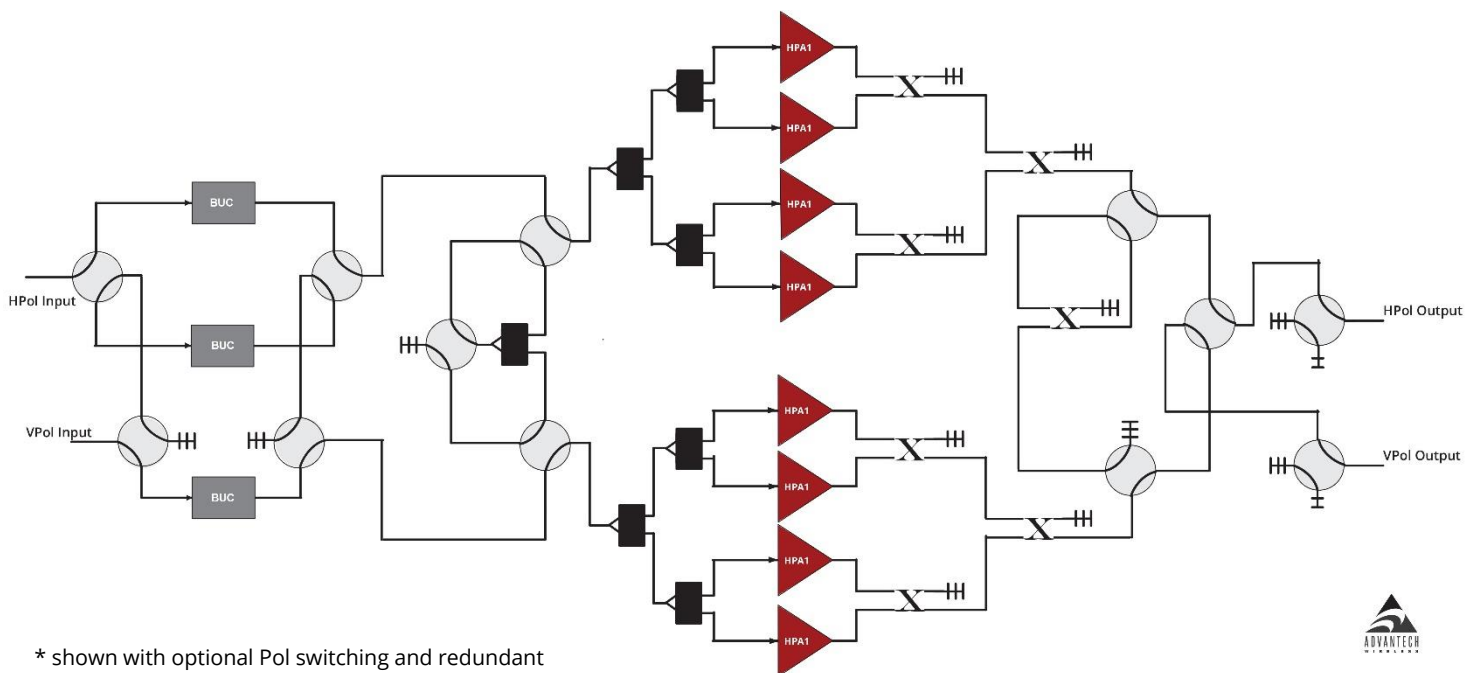 HPA1
HPA1
HPA1
HPA1
BUC
BUC
BUC
HPol Input
VPol Input
HPA1
HPA1
HPA1
HPA1
HPol Output
VPol Output
* shown with optional Pol switching and redundant
ADVANTECH
WIRELESS